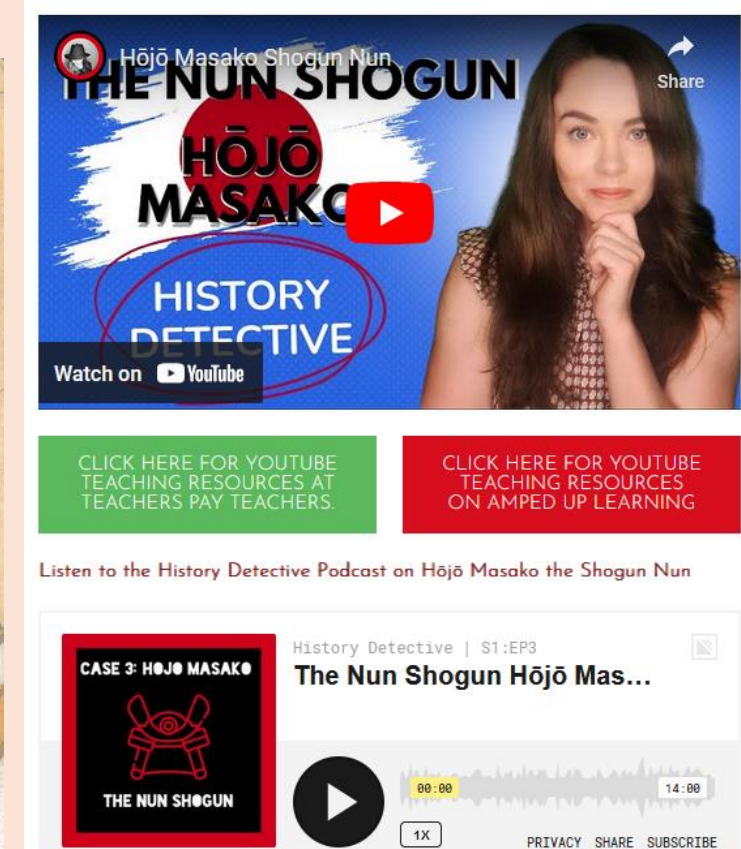 Hōjō Masako Shogun Nun
Share
THE NUN SHOGUN
HŌJŌ
MASAKO
HISTORY
DETECTIVE
Watch on YouTube
CLICK HERE FOR YOUTUBE
TEACHING RESOURCES AT
TEACHERS PAY TEACHERS.
CLICK HERE FOR YOUTUBE
TEACHING RESOURCES
ON AMPED UP LEARNING
Listen to the History Detective Podcast on Hōjō Masako the Shogun Nun
CASE 3: HOJO MASAKO
THE NUN SHOGUN
History Detective | S1:EP3
The Nun Shogun Hōjō Mas...
00:00
14:00
1X
PRIVACY SHARE SUBSCRIBE